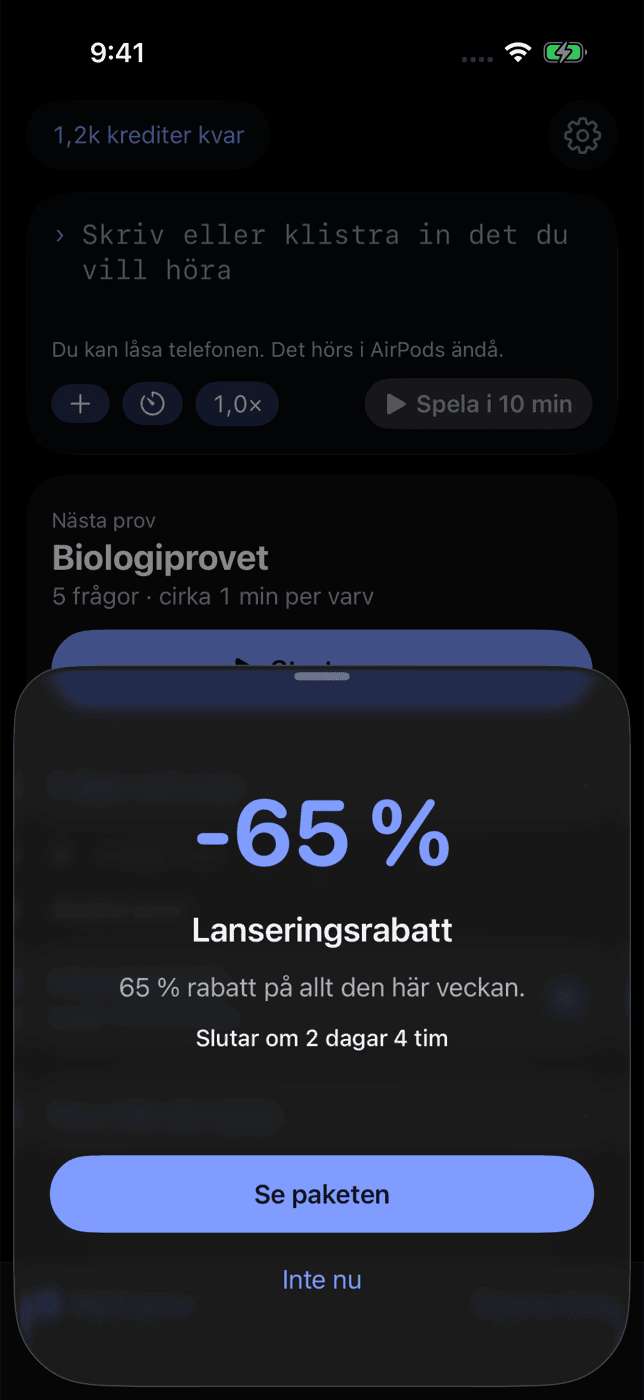 9:41
1,2k krediter kvar
› Skriv eller klistra in det du
vill höra
Du kan låsa telefonen. Det hörs i AirPods ändå.
1,0×
Spela i 10 min
Nästa prov
Biologiprovet
5 frågor · cirka 1 min per varv
-65 %
Lanseringsrabatt
65 % rabatt på allt den här veckan.
Slutar om 2 dagar 4 tim
Se paketen
Inte nu